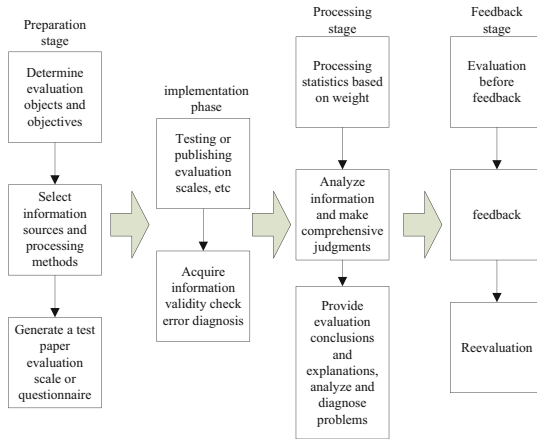 Preparation
stage
Determine
evaluation
objects and
objectives
Select
information
sources and
processing
methods
Generate a test
paper
evaluation
scale or
questionnaire
implementation
phase
Testing or
publishing
evaluation
scales, etc
Acquire
information
validity check
error diagnosis
Processing
stage
Processing
statistics based
on weight
Analyze
information
and make
comprehensive
judgments
Provide
evaluation
conclusions
and
explanations,
analyze and
diagnose
problems
Feedback
stage
Evaluation
before
feedback
feedback
Reevaluation